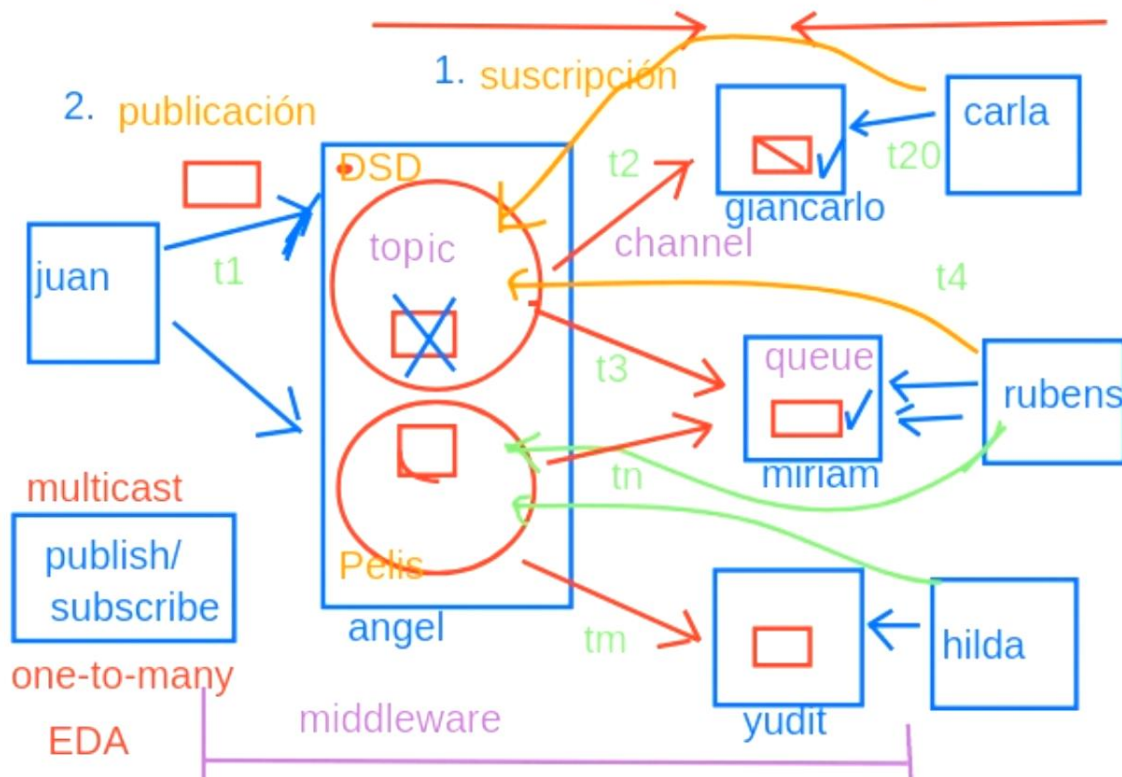 1. suscripción
2. publicación
carla
DSD
t2
t20
giancarlo
topic
channel
juan
t1
t4
queue
t3
rubens
miriam
tn
multicast
publish/
subscribe
Pelis
angel
tm
hilda
one-to-many
middleware
yudit
EDA